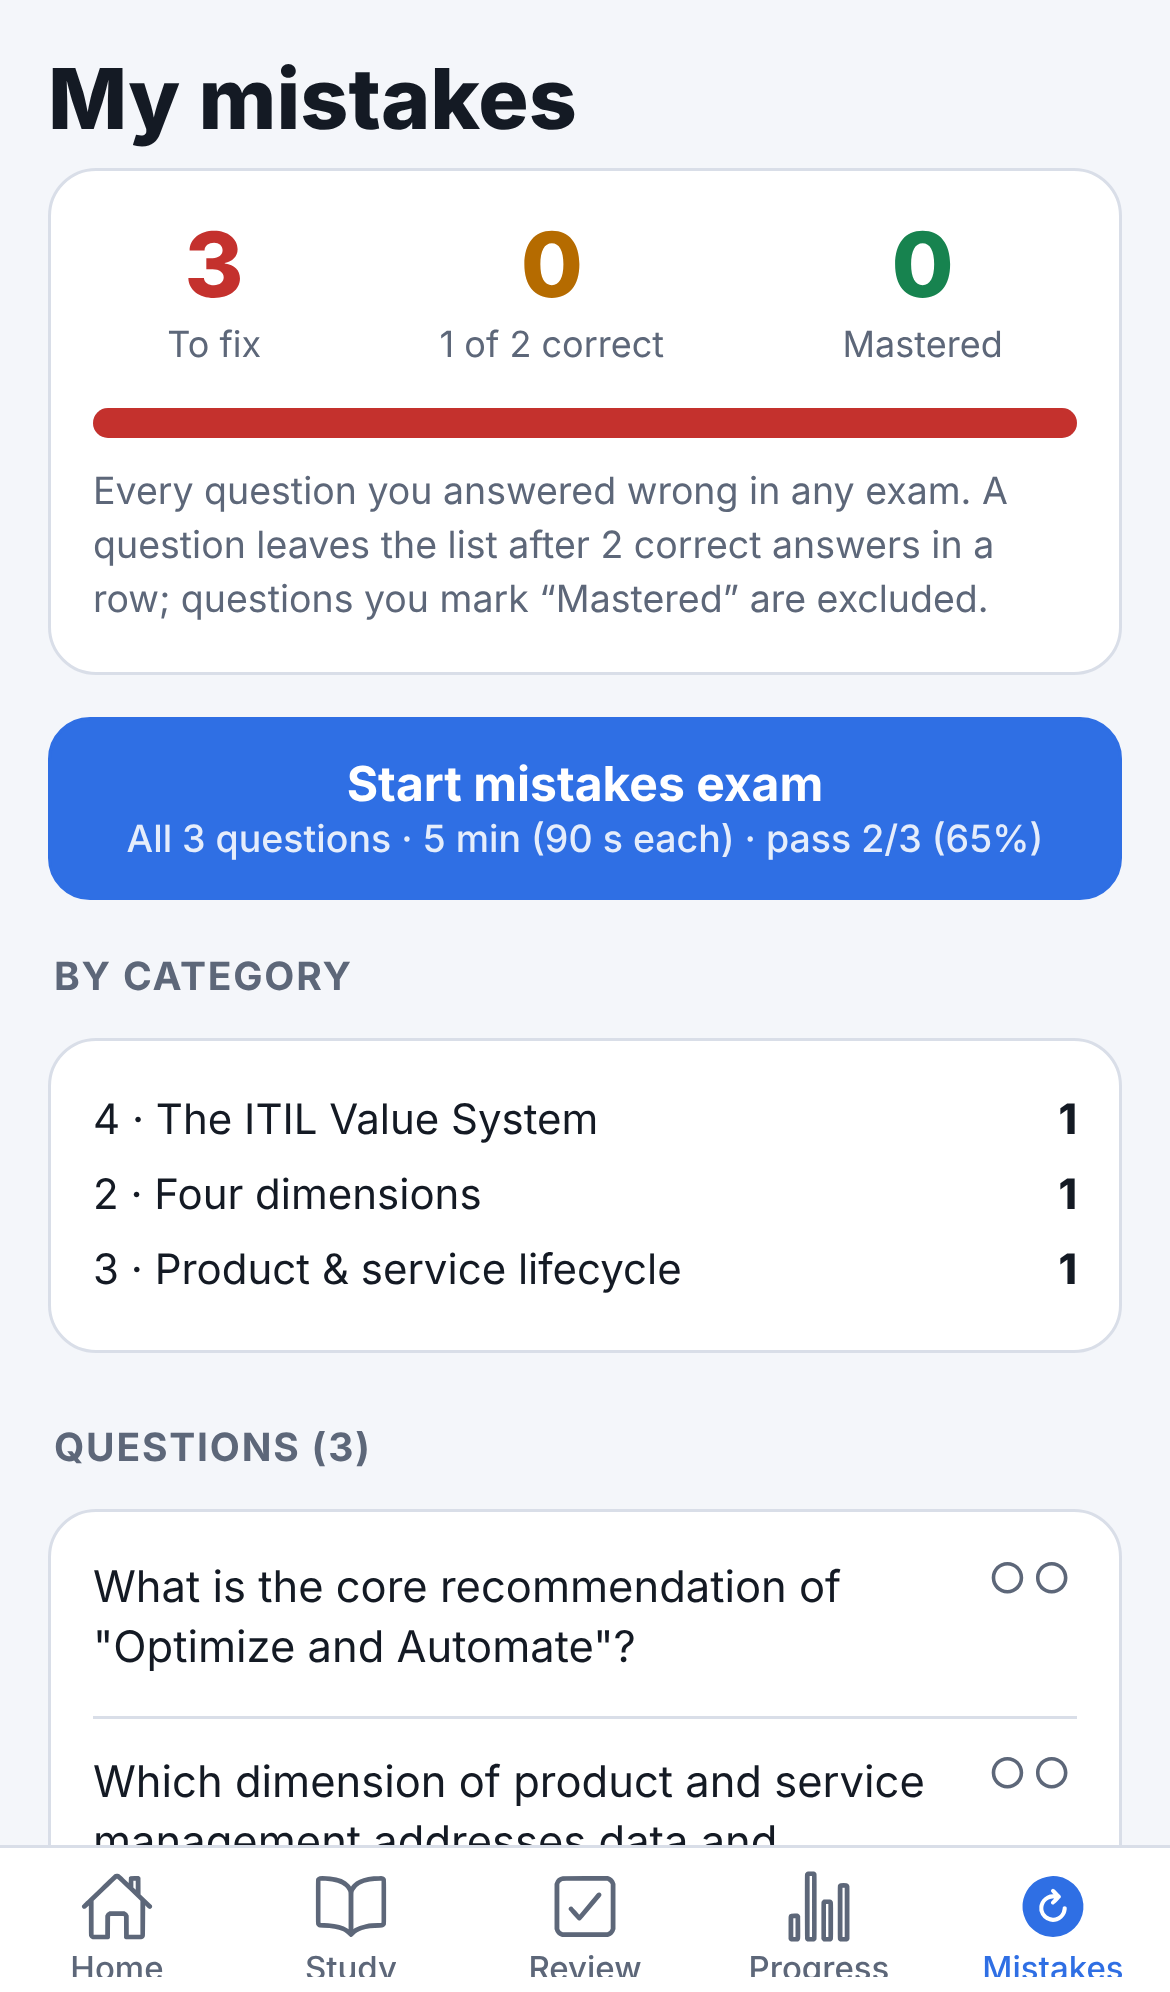 My mistakes
3 0 0
To fix 1 of 2 correct Mastered
Every question you answered wrong in any exam. A
question leaves the list after 2 correct answers in a
row; questions you mark “Mastered” are excluded.
Start mistakes exam
All 3 questions · 5 min (90 s each) · pass 2/3 (65%)
BY CATEGORY
4 · The ITIL Value System 1
2 · Four dimensions 1
3 · Product & service lifecycle 1
QUESTIONS (3)
What is the core recommendation of
"Optimize and Automate"?
Which dimension of product and service
management addresses data and
Home Study Review Progress Mistakes